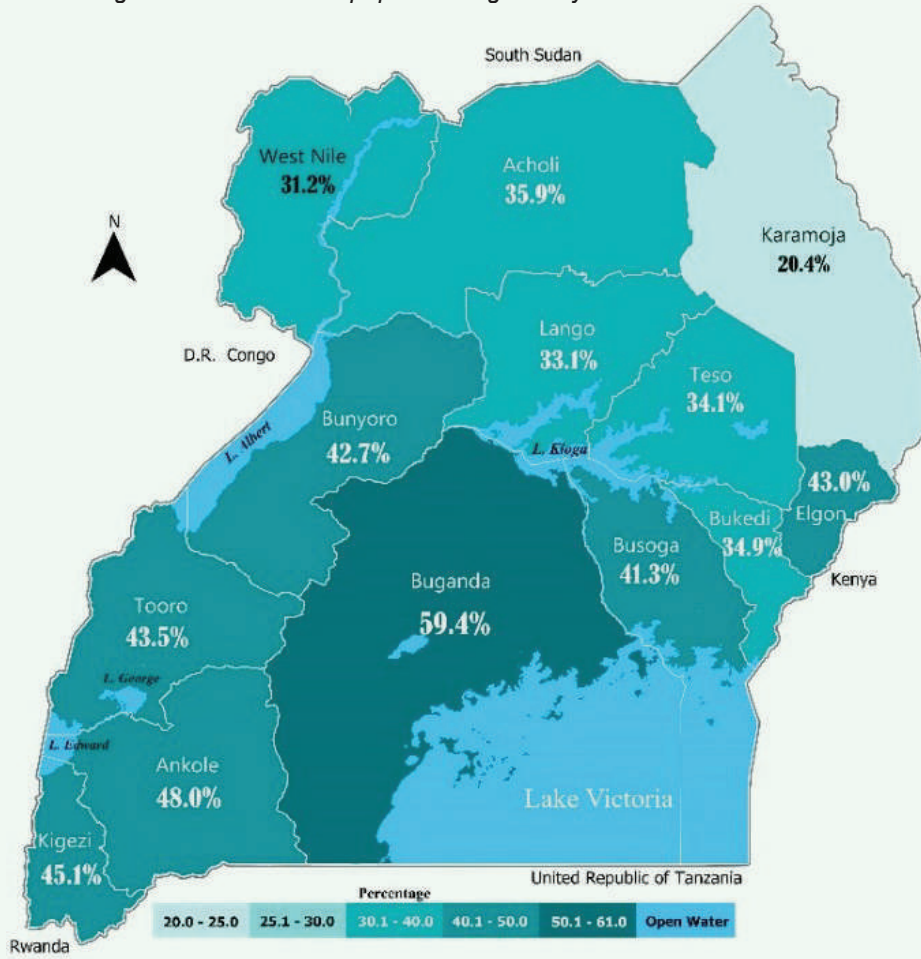 South Sudan
West Nile
31.2%
Acholi
35.9%
N
Karamoja
20.4%
D.R. Congo
Lango
33.1%
Teso
34.1%
Bunyoro
42.7%
L. Albert
L. Kioga
43.0%
Elgon
Bukedi
34.9%
Busoga
41.3%
Kenya
Buganda
59.4%
Tooro
43.5%
L. George
L. Edward
Ankole
48.0%
Lake Victoria
Kigezi
45.1%
United Republic of Tanzania
Percentage
20.0 - 25.0 25.1 - 30.0 30.1 - 40.0 40.1 - 50.0 50.1 - 61.0 Open Water
Rwanda